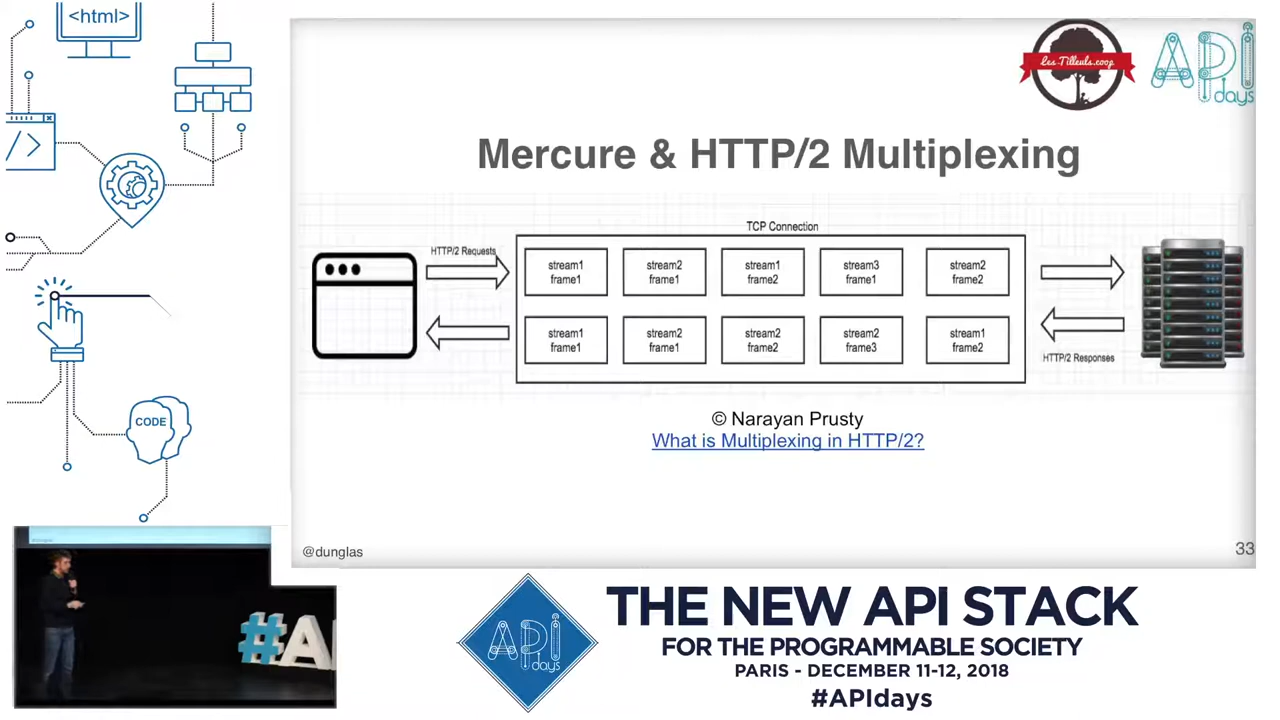 <html>
</>
CODE
Les-Tilleuls.coop
API
days
Mercure & HTTP/2 Multiplexing
TCP Connection
HTTP/2 Requests
stream1
frame1
stream2
frame1
stream1
frame2
stream3
frame1
stream2
frame2
stream1
frame1
stream2
frame1
stream2
frame2
stream2
frame3
stream1
frame2
HTTP/2 Responses
© Narayan Prusty
What is Multiplexing in HTTP/2?
@dunglas
33
#A
API
days
THE NEW API STACK
FOR THE PROGRAMMABLE SOCIETY
PARIS - DECEMBER 11-12, 2018
#APIdays